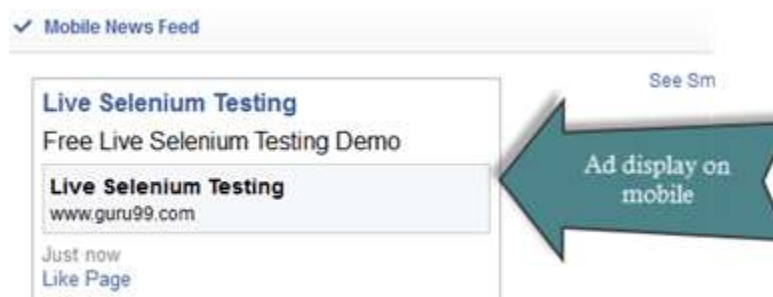 Mobile News Feed
See Sm
Live Selenium Testing
Free Live Selenium Testing Demo
Live Selenium Testing
www.guru99.com
Just now
Like Page
Ad display on
mobile